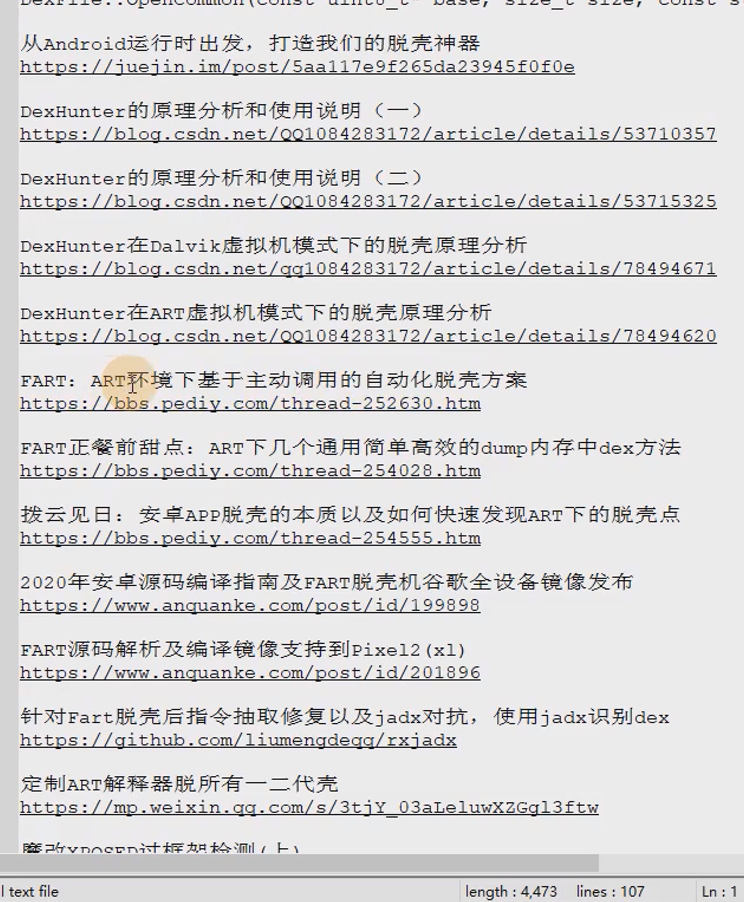 从Android运行时出发，打造我们的脱壳神器
https://juejin.im/post/5aa117e9f265da23945f0f0e
DexHunter的原理分析和使用说明（一）
https://blog.csdn.net/QQ1084283172/article/details/53710357
DexHunter的原理分析和使用说明（二）
https://blog.csdn.net/QQ1084283172/article/details/53715325
DexHunter在Dalvik虚拟机模式下的脱壳原理分析
https://blog.csdn.net/qq1084283172/article/details/78494671
DexHunter在ART虚拟机模式下的脱壳原理分析
https://blog.csdn.net/QQ1084283172/article/details/78494620
FART：ART环境下基于主动调用的自动化脱壳方案
https://bbs.pediy.com/thread-252630.htm
FART正餐前甜点：ART下几个通用简单高效的dump内存中dex方法
https://bbs.pediy.com/thread-254028.htm
拨云见日：安卓APP脱壳的本质以及如何快速发现ART下的脱壳点
https://bbs.pediy.com/thread-254555.htm
2020年安卓源码编译指南及FART脱壳机谷歌全设备镜像发布
https://www.anquanke.com/post/id/199898
FART源码解析及编译镜像支持到Pixel2(xl)
https://www.anquanke.com/post/id/201896
针对Fart脱壳后指令抽取修复以及jadx对抗，使用jadx识别dex
https://github.com/liumengdeqq/rxjadx
定制ART解释器脱所有一二代壳
https://mp.weixin.qq.com/s/3tjY_03aLeluwXZGgl3ftw
魔改XPOSED过框架检测(上)
l text file length : 4,473 lines : 107 Ln : 1